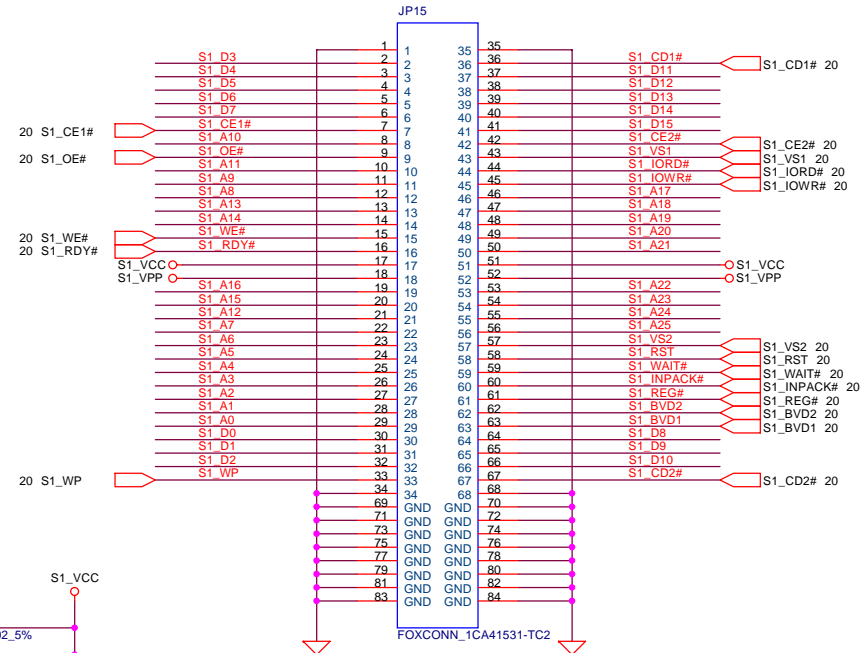 JP15
1 1 35 35
S1_D3 2 2 36 36 S1_CD1# S1_CD1# 20
S1_D4 3 3 37 37 S1_D11
S1_D5 4 4 38 38 S1_D12
S1_D6 5 5 39 39 S1_D13
S1_D7 6 6 40 40 S1_D14
20 S1_CE1# S1_CE1# 7 7 41 41 S1_D15
S1_A10 8 8 42 42 S1_CE2# S1_CE2# 20
20 S1_OE# S1_OE# 9 9 43 43 S1_VS1 S1_VS1 20
S1_A11 10 10 44 44 S1_IORD# S1_IORD# 20
S1_A9 11 11 45 45 S1_IOWR# S1_IOWR# 20
S1_A8 12 12 46 46 S1_A17
S1_A13 13 13 47 47 S1_A18
S1_A14 14 14 48 48 S1_A19
20 S1_WE# S1_WE# 15 15 49 49 S1_A20
20 S1_RDY# S1_RDY# 16 16 50 50 S1_A21
S1_VCC 17 17 51 51 S1_VCC
S1_VPP 18 18 52 52 S1_VPP
S1_A16 19 19 53 53 S1_A22
S1_A15 20 20 54 54 S1_A23
S1_A12 21 21 55 55 S1_A24
S1_A7 22 22 56 56 S1_A25
S1_A6 23 23 57 57 S1_VS2 S1_VS2 20
S1_A5 24 24 58 58 S1_RST S1_RST 20
S1_A4 25 25 59 59 S1_WAIT# S1_WAIT# 20
S1_A3 26 26 60 60 S1_INPACK# S1_INPACK# 20
S1_A2 27 27 61 61 S1_REG# S1_REG# 20
S1_A1 28 28 62 62 S1_BVD2 S1_BVD2 20
S1_A0 29 29 63 63 S1_BVD1 S1_BVD1 20
S1_D0 30 30 64 64 S1_D8
S1_D1 31 31 65 65 S1_D9
S1_D2 32 32 66 66 S1_D10
20 S1_WP S1_WP 33 33 67 67 S1_CD2# S1_CD2# 20
34 34 68 68
69 GND GND 70
71 GND GND 72
73 GND GND 74
75 GND GND 76
77 GND GND 78
79 GND GND 80
81 GND GND 82
83 GND GND 84
S1_VCC
02_5%
FOXCONN_1CA41531-TC2